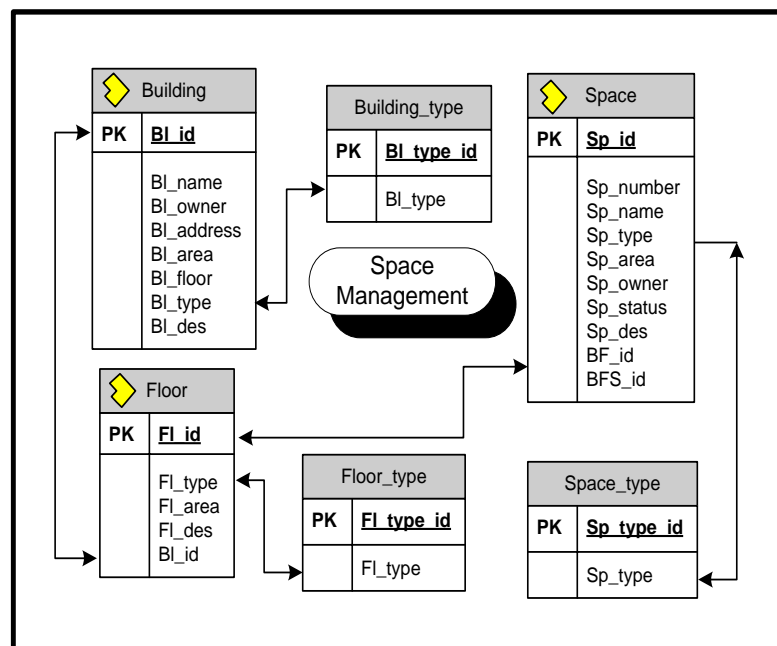 Building
PK Bl_id
Bl_name
Bl_owner
Bl_address
Bl_area
Bl_floor
Bl_type
Bl_des
Building_type
PK Bl_type_id
Bl_type
Space
PK Sp_id
Sp_number
Sp_name
Sp_type
Sp_area
Sp_owner
Sp_status
Sp_des
BF_id
BFS_id
Space
Management
Floor
PK Fl_id
Fl_type
Fl_area
Fl_des
Bl_id
Floor_type
PK Fl_type_id
Fl_type
Space_type
PK Sp_type_id
Sp_type